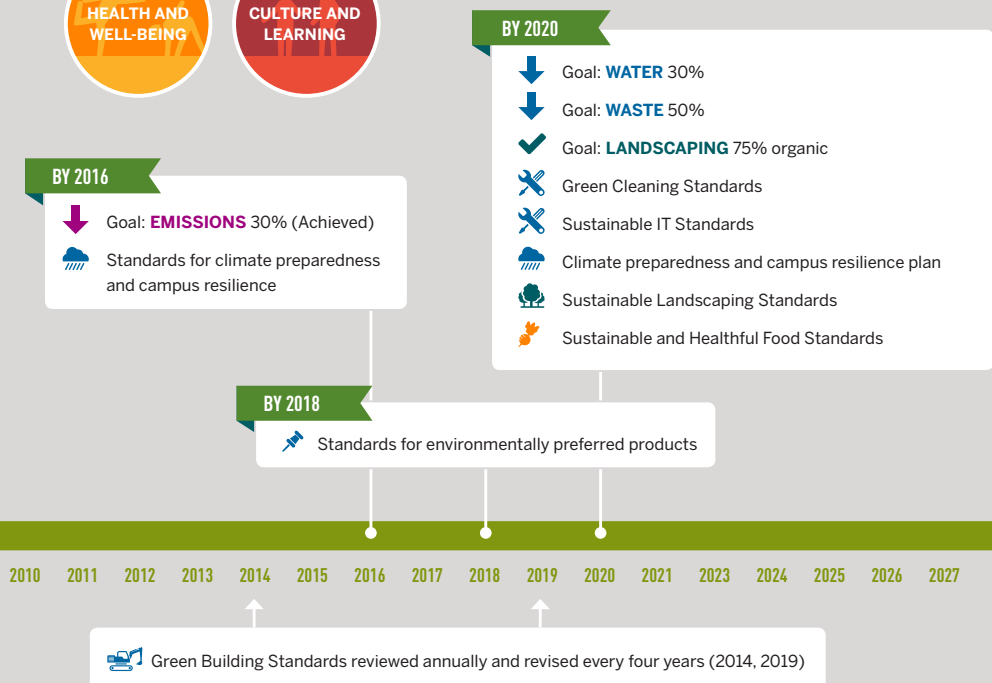 HEALTH AND
WELL-BEING
CULTURE AND
LEARNING
BY 2020
Goal: WATER 30%
Goal: WASTE 50%
Goal: LANDSCAPING 75% organic
Green Cleaning Standards
Sustainable IT Standards
Climate preparedness and campus resilience plan
Sustainable Landscaping Standards
Sustainable and Healthful Food Standards
BY 2016
Goal: EMISSIONS 30% (Achieved)
Standards for climate preparedness
and campus resilience
BY 2018
Standards for environmentally preferred products
2010 2011 2012 2013 2014 2015 2016 2017 2018 2019 2020 2021 2023 2024 2025 2026 2027
Green Building Standards reviewed annually and revised every four years (2014, 2019)